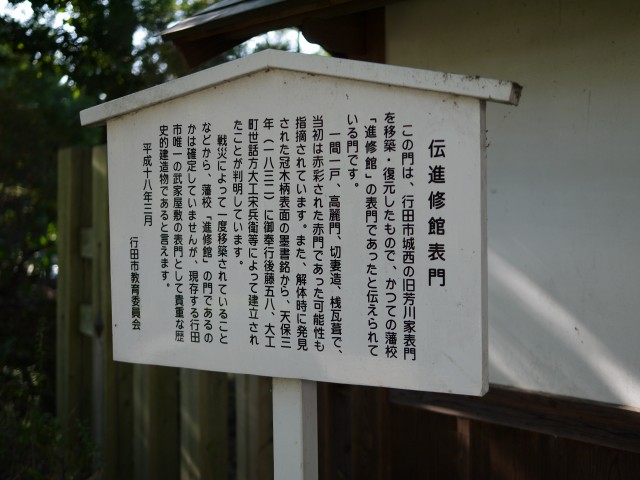 伝進修館表門
この門は、行田市城西の旧芳川家表門
を移築・復元したもので、かつての藩校
「進修館」の表門であったと伝えられて
いる門です。
一間一戸、高麗門、切妻造、桟瓦葺で、
当初は赤彩された赤門であった可能性も
指摘されています。また、解体時に発見
された冠木柄表面の墨書銘から、天保三
年（一八三二）に御奉行後藤五八、大工
町世話方大工宋兵衛等によって建立され
たことが判明しています。
戦災によって一度移築されていること
などから、藩校「進修館」の門であるの
かは確定していませんが、現存する行田
市唯一の武家屋敷の表門として貴重な歴
史的建造物であると言えます。
平成十八年三月
行田市教育委員会